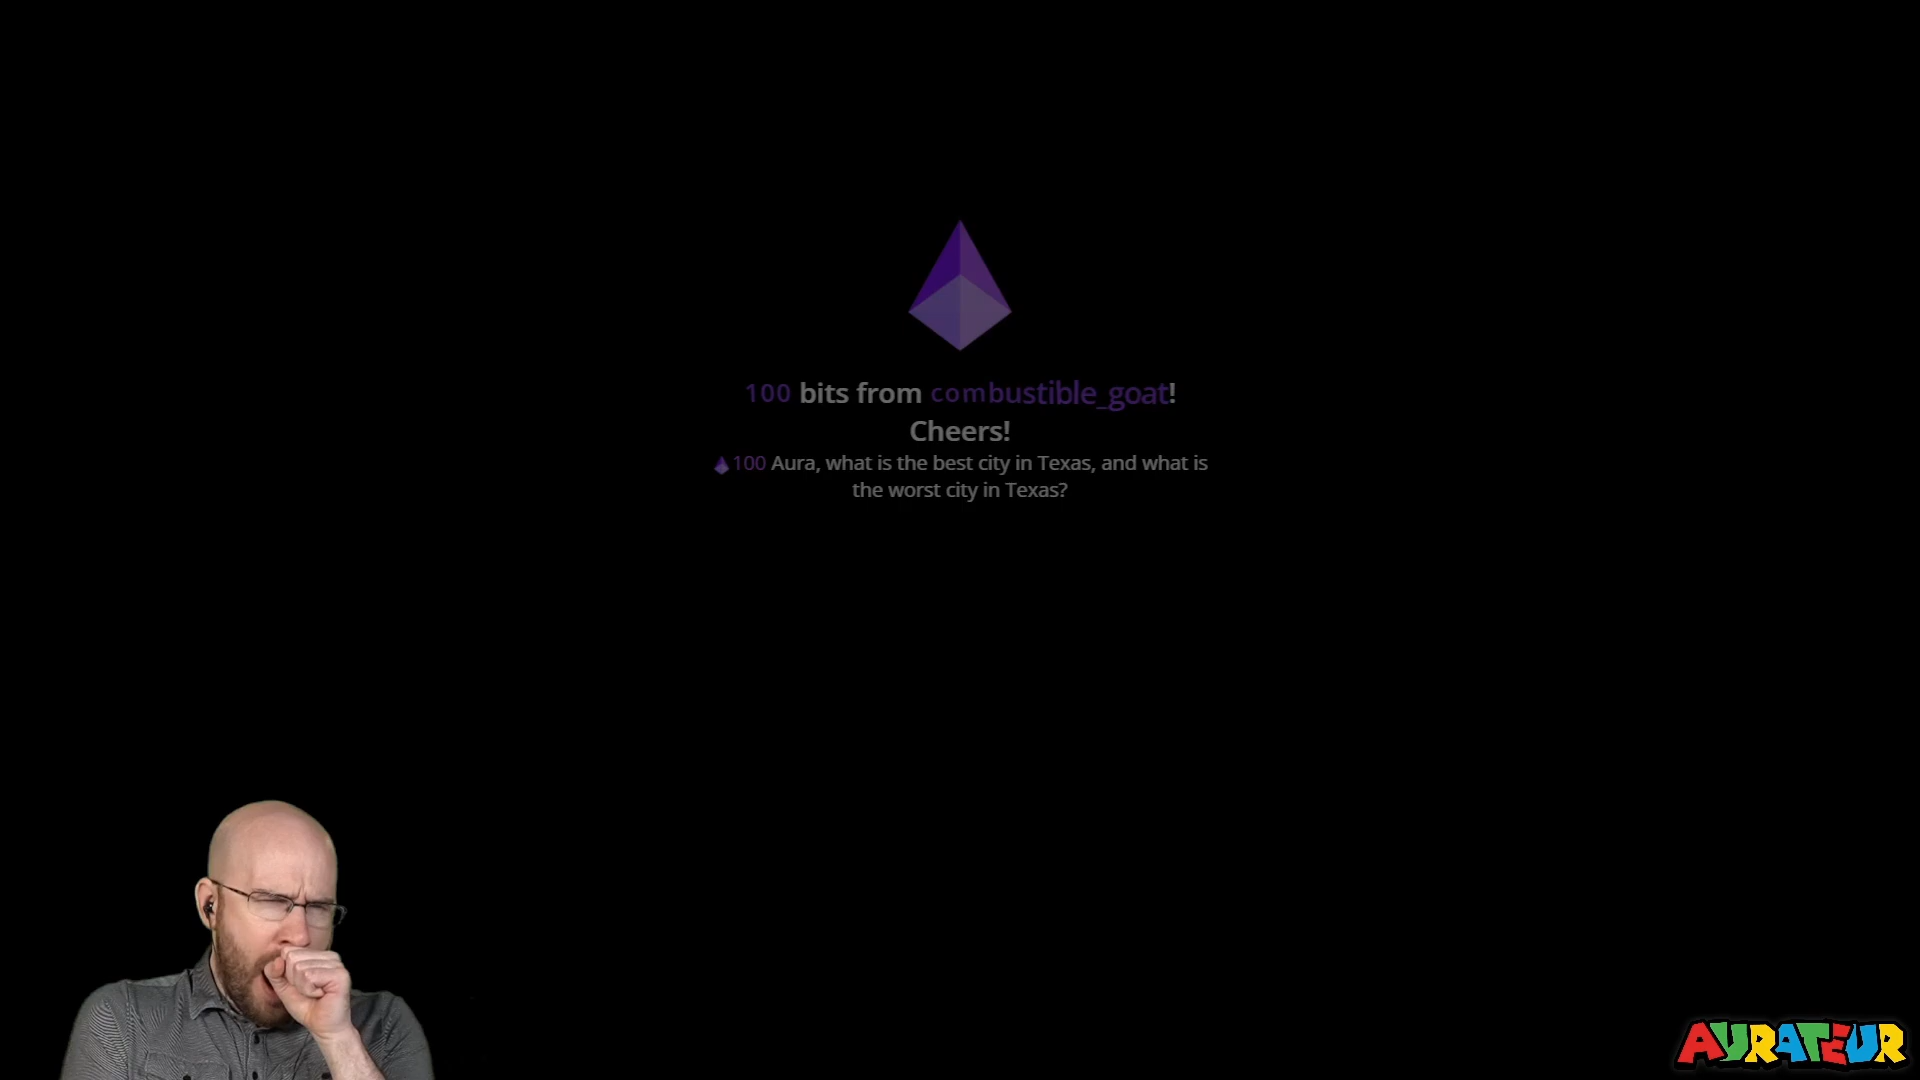 100 bits from combustible_goat!
Cheers!
100 Aura, what is the best city in Texas, and what is
the worst city in Texas?
AURATEUR